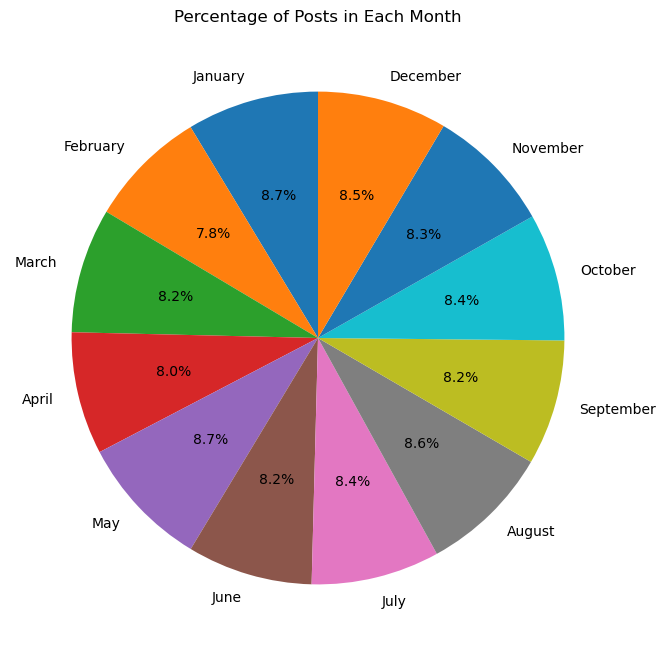 Percentage of Posts in Each Month
January
8.7%
February
7.8%
March
8.2%
April
8.0%
May
8.7%
June
8.2%
July
8.4%
August
8.6%
September
8.2%
October
8.4%
November
8.3%
December
8.5%